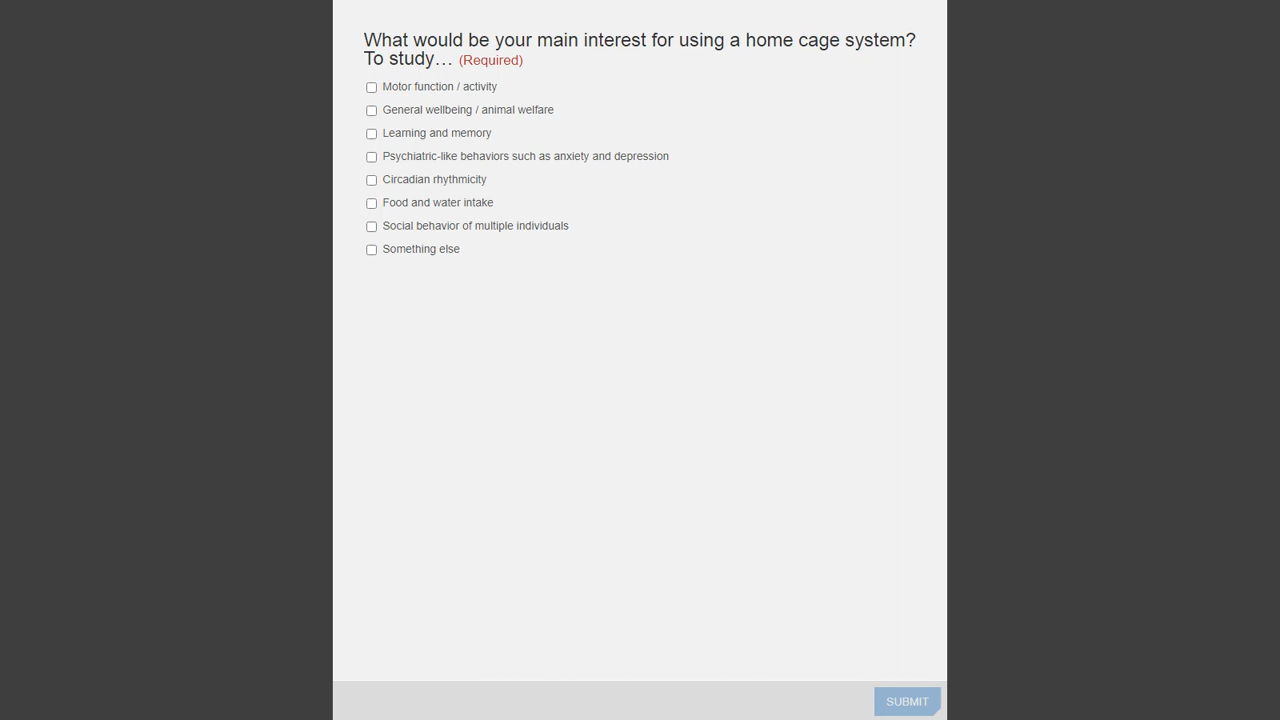 What would be your main interest for using a home cage system?
To study… (Required)
Motor function / activity
General wellbeing / animal welfare
Learning and memory
Psychiatric-like behaviors such as anxiety and depression
Circadian rhythmicity
Food and water intake
Social behavior of multiple individuals
Something else
SUBMIT